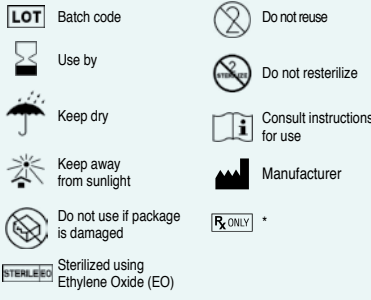 LOT Batch code
Use by
Keep dry
Keep away
from sunlight
Do not use if package
is damaged
STERILE EO Sterilized using
Ethylene Oxide (EO)
2 Do not reuse
2 STERILIZE Do not resterilize
i Consult instructions
for use
Manufacturer
Rx ONLY *